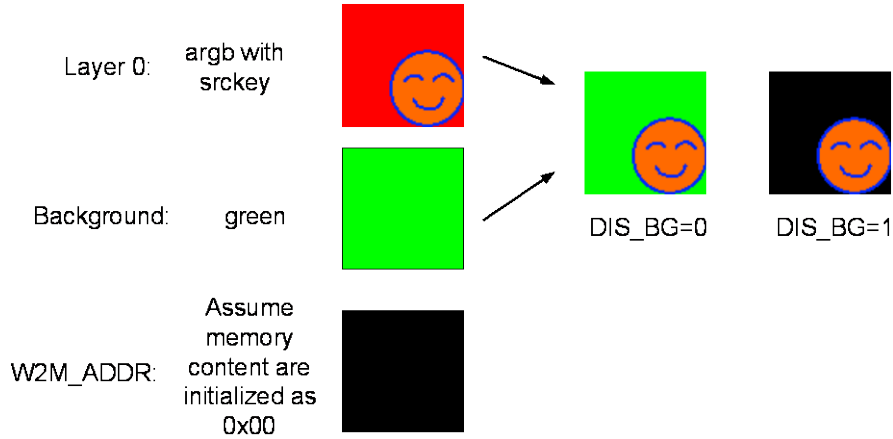 Layer 0:
argb with
srckey
Background:
green
DIS_BG=0
DIS_BG=1
W2M_ADDR:
Assume
memory
content are
initialized as
0x00